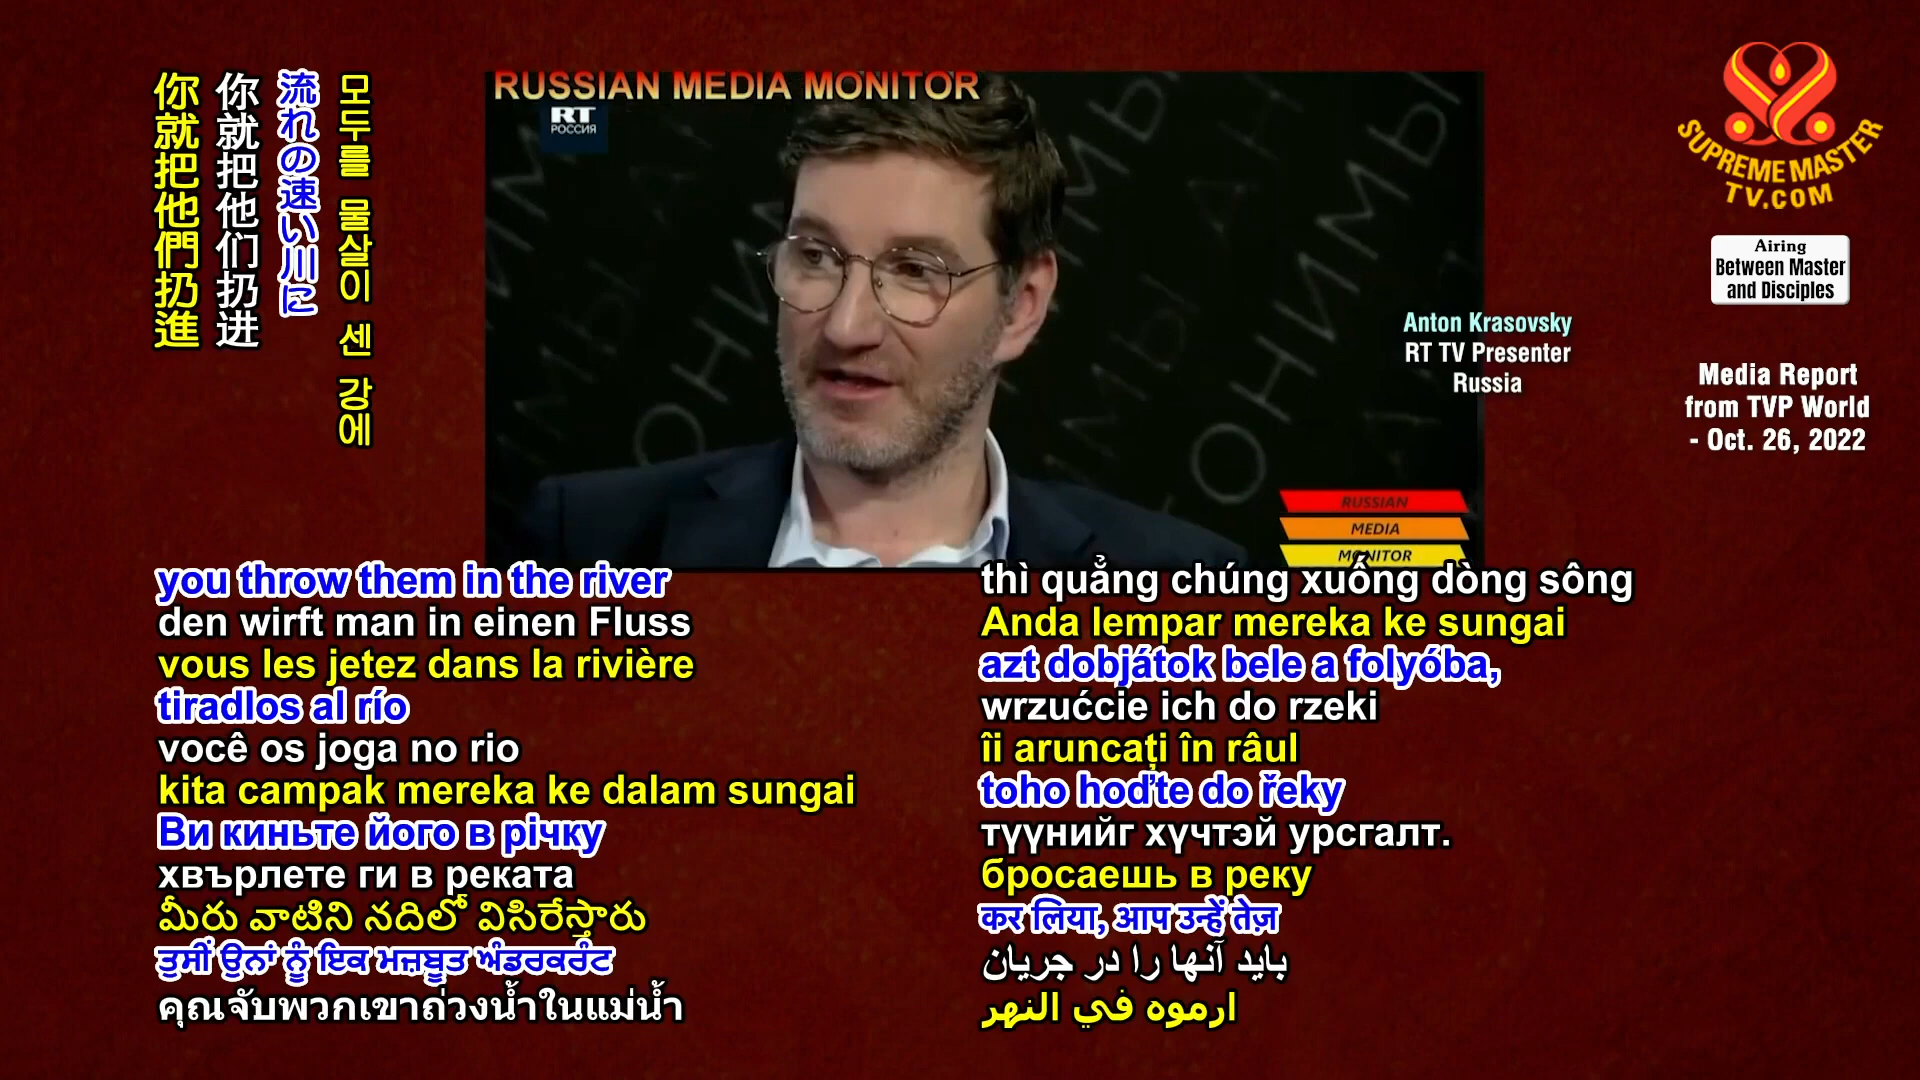 你就把他們扔進
你就把他们扔进
流れの速い川に
모두를 물살이 센 강에
RUSSIAN MEDIA MONITOR
RT
РОССИЯ
ОНИМЫ
SUPREME MASTER
TV.COM
Airing
Between Master
and Disciples
Anton Krasovsky
RT TV Presenter
Russia
Media Report
from TVP World
- Oct. 26, 2022
RUSSIAN
MEDIA
MONITOR
you throw them in the river
den wirft man in einen Fluss
vous les jetez dans la rivière
tiradlos al río
você os joga no rio
kita campak mereka ke dalam sungai
Ви киньте його в річку
хвърлете ги в реката
మీరు వాటిని నదిలో విసిరేస్తారు
ਤੁਸੀਂ ਉਨਾਂ ਨੂੰ ਇਕ ਮਜ਼ਬੂਤ ਅੰਡਰਕਰੰਟ
คุณจับพวกเขาถ่วงน้ำในแม่น้ำ
thì quẳng chúng xuống dòng sông
Anda lempar mereka ke sungai
azt dobjátok bele a folyóba,
wrzućcie ich do rzeki
îi aruncați în râul
toho hoďte do řeky
түүнийг хүчтэй урсгалт.
бросаешь в реку
कर लिया, आप उन्हें तेज़
باید آنها را در جریان
ارموه في النهر